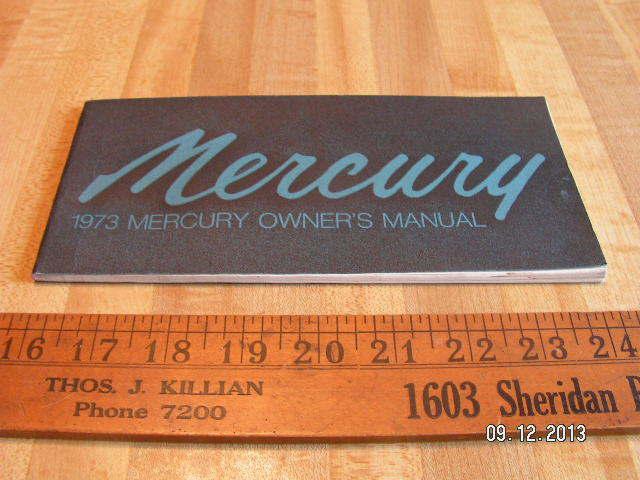 Mercury
1973 MERCURY OWNER'S MANUAL
16 17 18 19 20 21 22 23 24
THOS. J. KILLIAN
Phone 7200
1603 Sheridan
09.12.2013